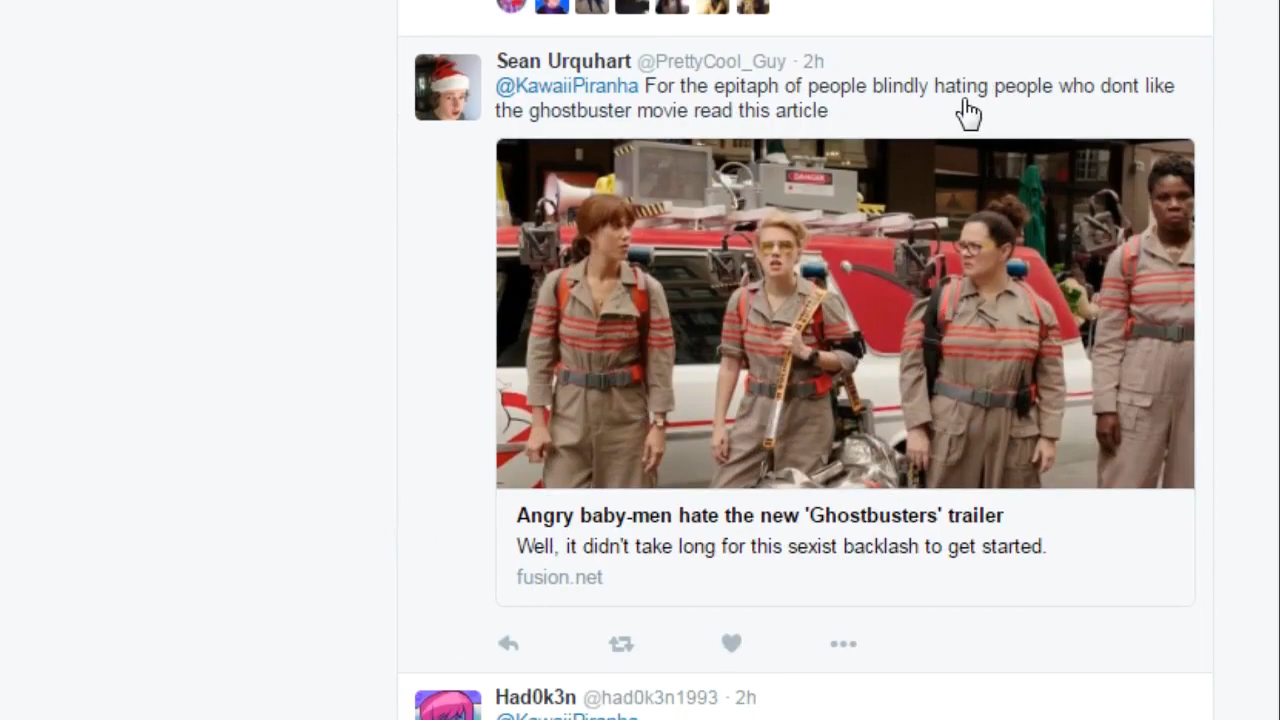 Sean Urquhart @PrettyCool_Guy · 2h
@KawaiiPiranha For the epitaph of people blindly hating people who dont like
the ghostbuster movie read this article
DANGER
Angry baby-men hate the new 'Ghostbusters' trailer
Well, it didn't take long for this sexist backlash to get started.
fusion.net
Had0k3n @had0k3n1993 · 2h
@KawaiiPiranha